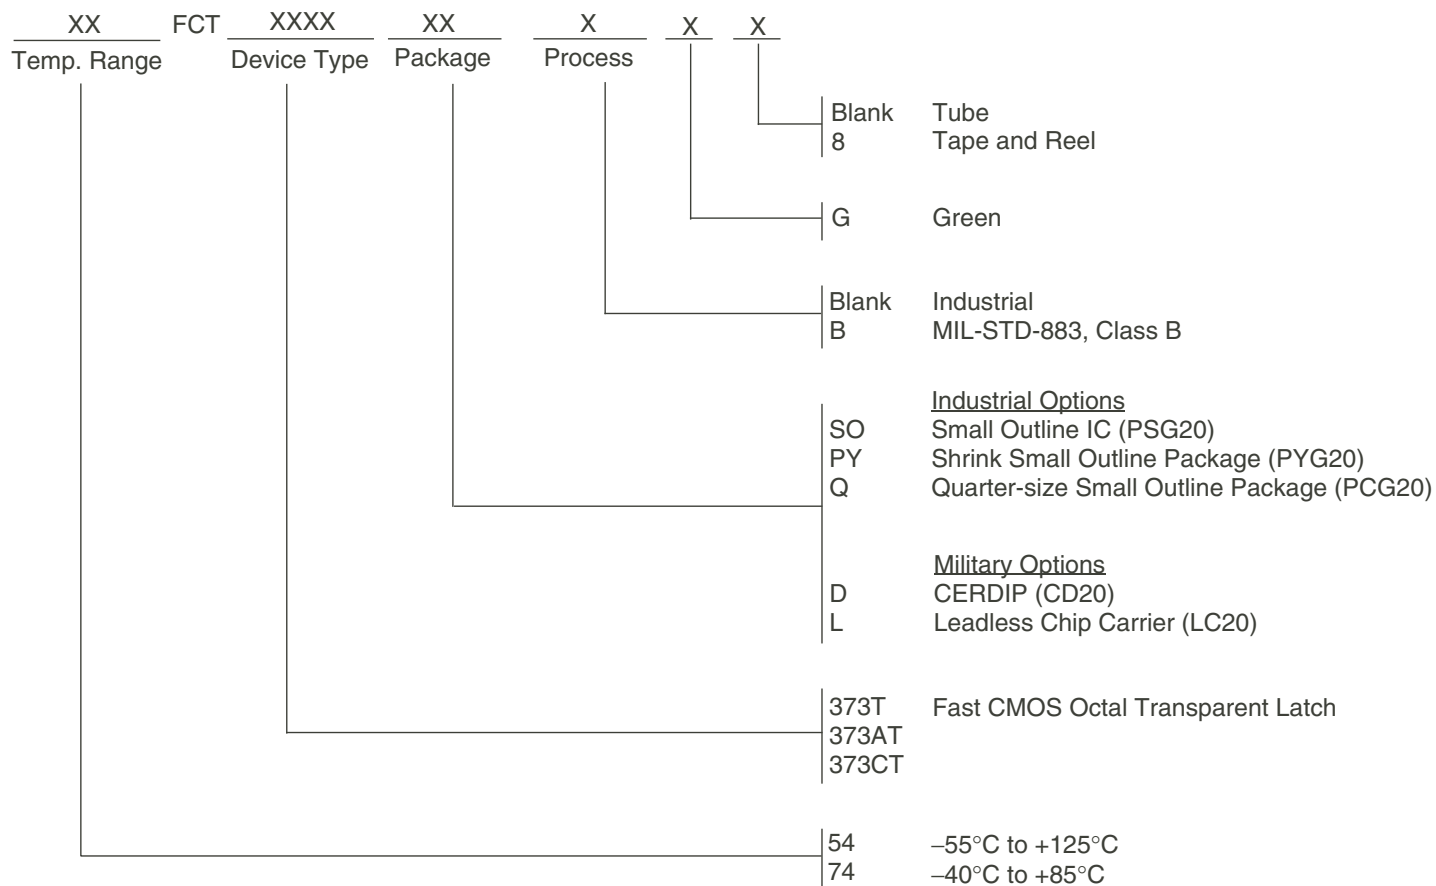 XX FCT XXXX XX X X X
Temp. Range Device Type Package Process
Blank Tube
8 Tape and Reel
G Green
Blank Industrial
B MIL-STD-883, Class B
Industrial Options
SO Small Outline IC (PSG20)
PY Shrink Small Outline Package (PYG20)
Q Quarter-size Small Outline Package (PCG20)
Military Options
D CERDIP (CD20)
L Leadless Chip Carrier (LC20)
373T Fast CMOS Octal Transparent Latch
373AT
373CT
54 –55°C to +125°C
74 –40°C to +85°C